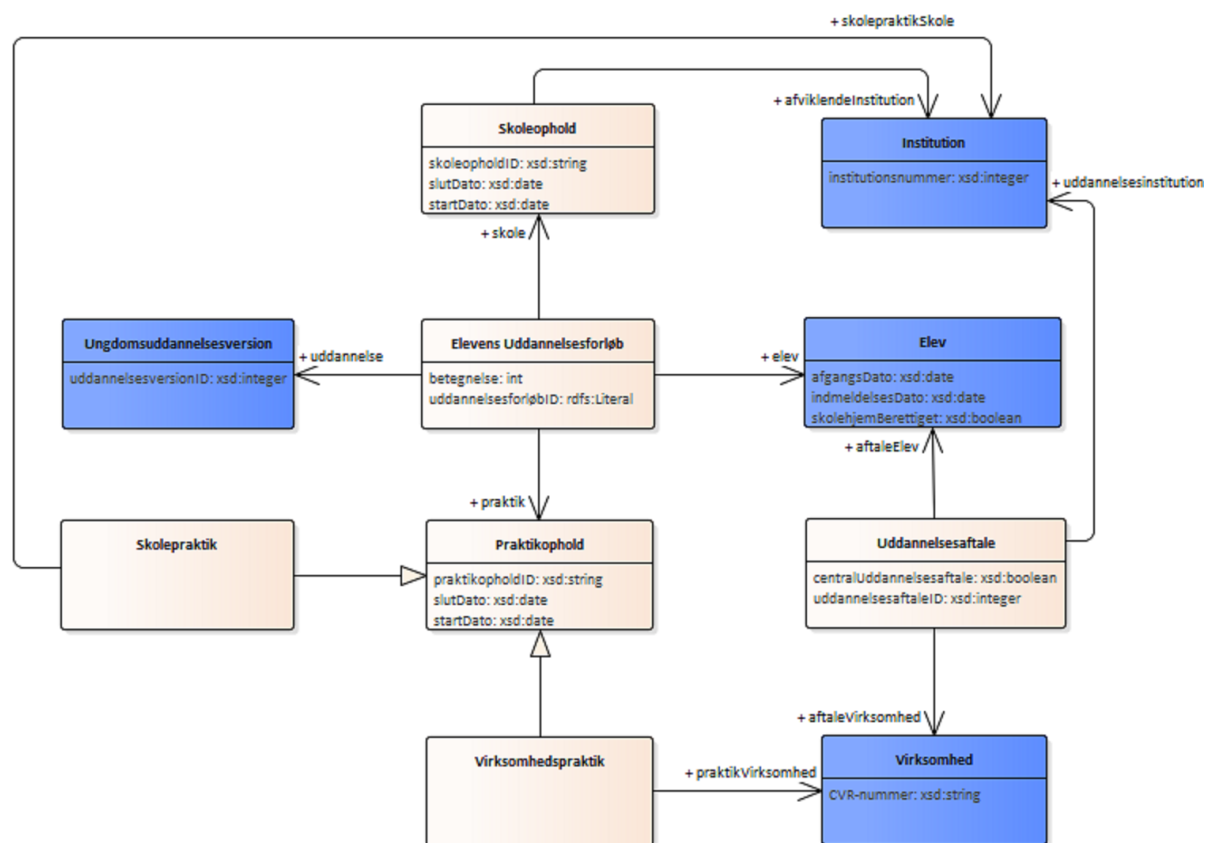 + skolepraktikSkole
+ afviklendeInstitution
Skoleophold
skoleopholdID: xsd:string
slutDato: xsd:date
startDato: xsd:date
Institution
institutionsnummer: xsd:integer
+ uddannelsesinstitution
+ skole
Ungdomsuddannelsesversion
uddannelsesversionID: xsd:integer
+ uddannelse
Elevens Uddannelsesforløb
betegnelse: int
uddannelsesforløbID: rdfs:Literal
+ elev
Elev
afgangsDato: xsd:date
indmeldelsesDato: xsd:date
skolehjemBerettiget: xsd:boolean
+ aftaleElev
+ praktik
Skolepraktik
Praktikophold
praktikopholdID: xsd:string
slutDato: xsd:date
startDato: xsd:date
Uddannelsesaftale
centralUddannelsesaftale: xsd:boolean
uddannelsesaftaleID: xsd:integer
+ aftaleVirksomhed
Virksomhedspraktik
+ praktikVirksomhed
Virksomhed
CVR-nummer: xsd:string